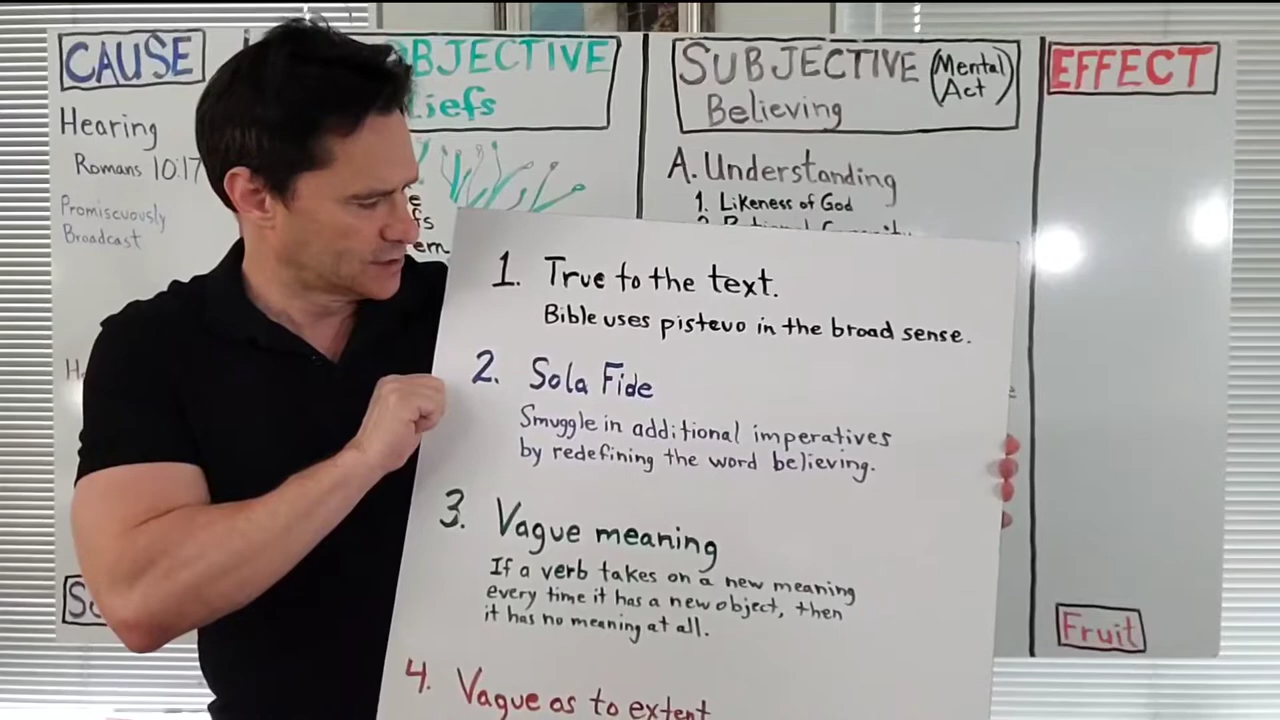 CAUSE
Hearing
Romans 10:17
Promiscuously
Broadcast
BJECTIVE
liefs
SUBJECTIVE (Mental Act)
Believing
A. Understanding
1. Likeness of God
EFFECT
Fruit
1. True to the text.
Bible uses pistevo in the broad sense.
2. Sola Fide
Smuggle in additional imperatives
by redefining the word believing.
3. Vague meaning
If a verb takes on a new meaning
every time it has a new object, then
it has no meaning at all.
4. Vague as to extent